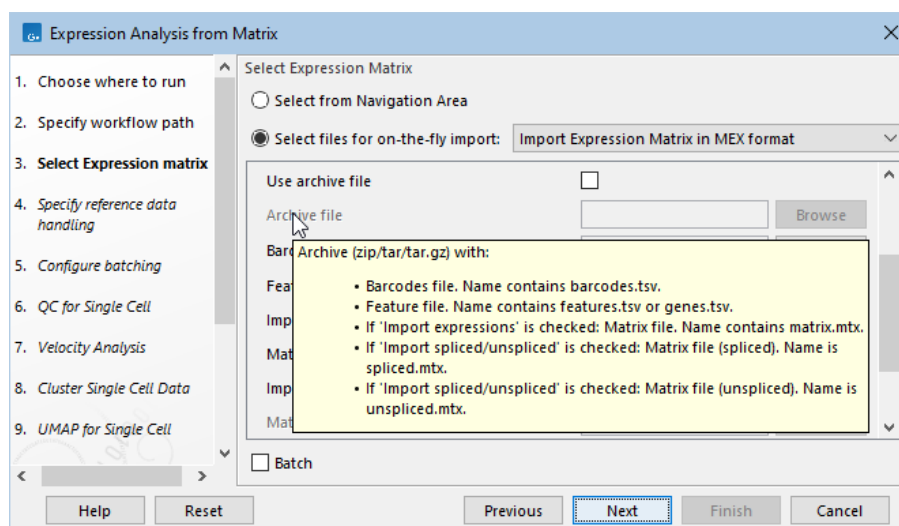 Expression Analysis from Matrix
1. Choose where to run
2. Specify workflow path
3. Select Expression matrix
4. Specify reference data
handling
5. Configure batching
6. QC for Single Cell
7. Velocity Analysis
8. Cluster Single Cell Data
9. UMAP for Single Cell
Select Expression Matrix
Select from Navigation Area
Select files for on-the-fly import: Import Expression Matrix in MEX format
Use archive file
Archive file Browse
Archive (zip/tar/tar.gz) with:
• Barcodes file. Name contains barcodes.tsv.
• Feature file. Name contains features.tsv or genes.tsv.
• If 'Import expressions' is checked: Matrix file. Name contains matrix.mtx.
• If 'Import spliced/unspliced' is checked: Matrix file (spliced). Name is
spliced.mtx.
• If 'Import spliced/unspliced' is checked: Matrix file (unspliced). Name is
unspliced.mtx.
Batch
Help Reset Previous Next Finish Cancel